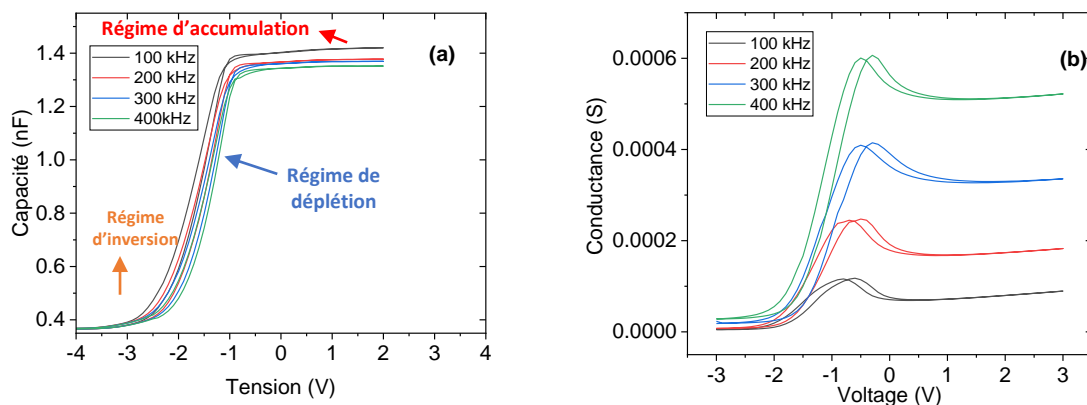 Régime d'accumulation
(a)
100 kHz
200 kHz
300 kHz
400kHz
Régime de
déplétion
Régime
d'inversion
Capacité (nF)
1.4
1.2
1.0
0.8
0.6
0.4
-4 -3 -2 -1 0 1 2 3 4
Tension (V)
(b)
100 kHz
200 kHz
300 kHz
400 kHz
Conductance (S)
0.0006
0.0004
0.0002
0.0000
-3 -2 -1 0 1 2 3
Voltage (V)